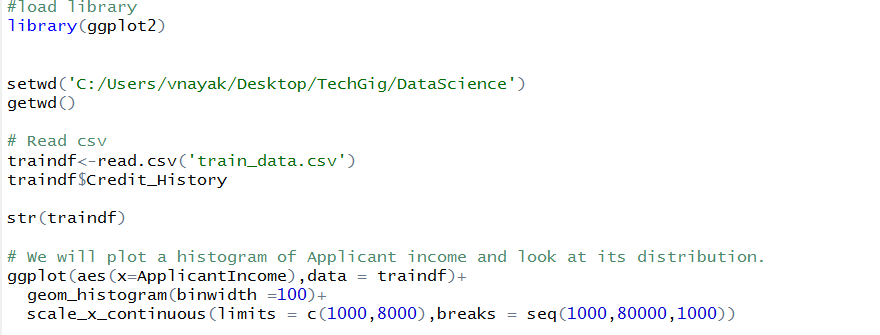 #load library
library(ggplot2)
setwd('C:/Users/vnayak/Desktop/TechGig/DataScience')
getwd()
# Read csv
traindf<-read.csv('train_data.csv')
traindf$Credit_History
str(traindf)
# We will plot a histogram of Applicant income and look at its distribution.
ggplot(aes(x=ApplicantIncome),data = traindf)+
  geom_histogram(binwidth =100)+
  scale_x_continuous(limits = c(1000,8000),breaks = seq(1000,80000,1000))